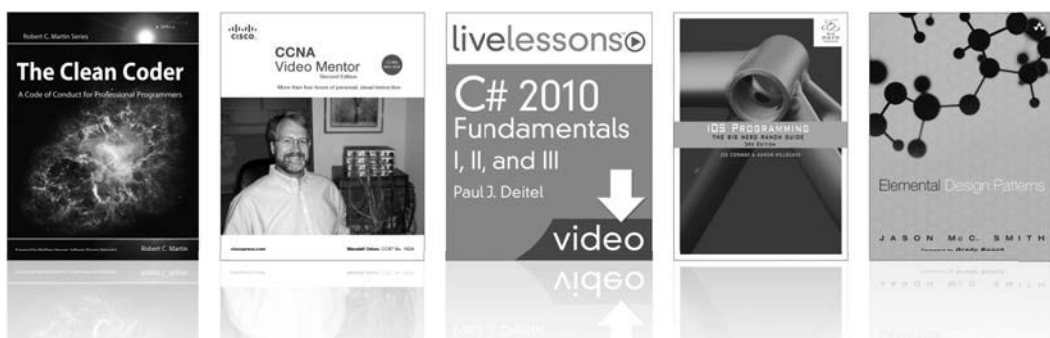 Robert C. Martin Series
The Clean Coder
A Code of Conduct for Professional Programmers
Robert C. Martin
CISCO.
CCNA
Video Mentor
Second Edition
More than four hours of personal, visual instruction
ciscopress.com
Wendell Odom, CCIE® No. 1624
livelessons
C# 2010
Fundamentals
I, II, and III
Paul J. Deitel
video
iOS PROGRAMMING
THE BIG NERD RANCH GUIDE
3RD EDITION
JOE CONWAY & AARON HILLEGASS
Elemental Design Patterns
JASON McC. SMITH
Foreword by Grady Booch